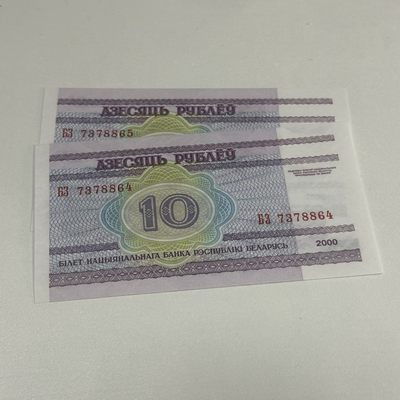 ДЗЕСЯЦЬ РУБЛЁЎ
БЗ 7378865
ДЗЕСЯЦЬ РУБЛЁЎ
БЗ 7378864
10
БЗ 7378864
БІЛЕТ НАЦЫЯНАЛЬНАГА БАНКА РЭСПУБЛІКІ БЕЛАРУСЬ 2000